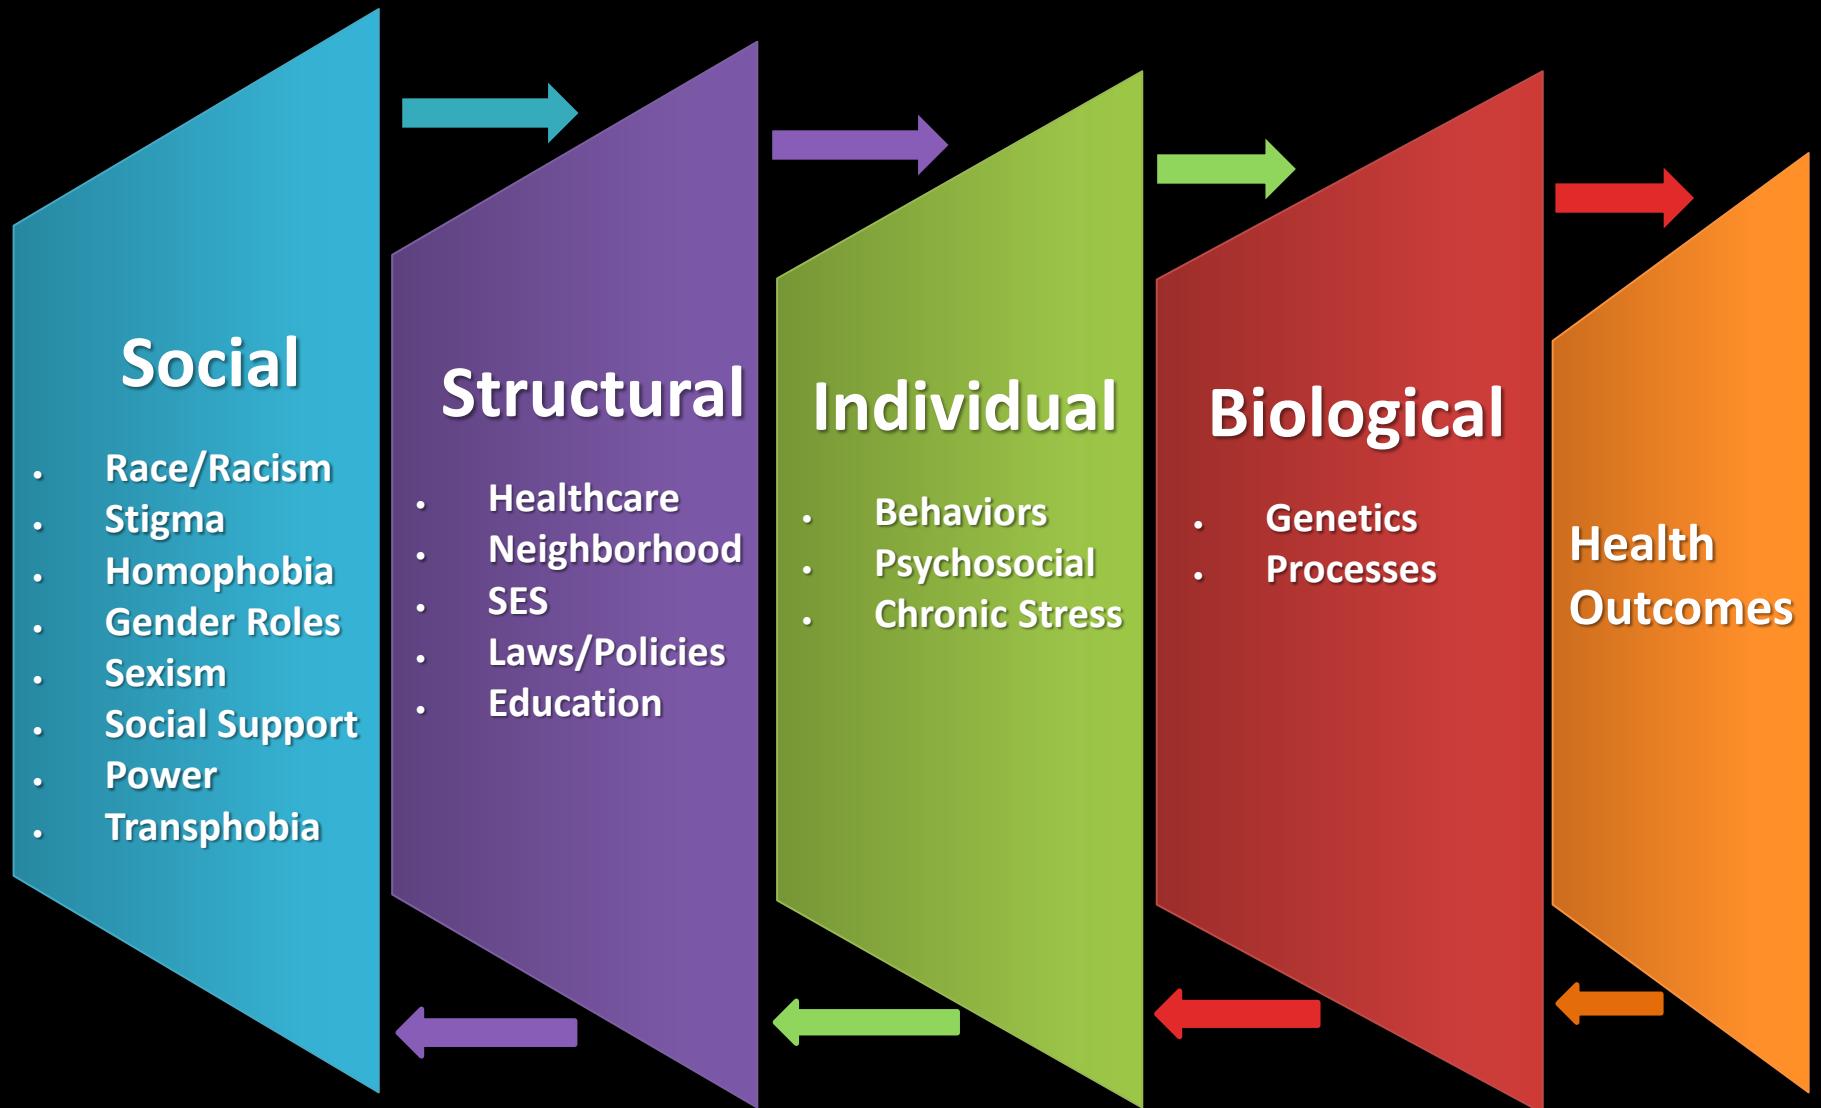 Social
• Race/Racism
• Stigma
• Homophobia
• Gender Roles
• Sexism
• Social Support
• Power
• Transphobia
Structural
• Healthcare
• Neighborhood
• SES
• Laws/Policies
• Education
Individual
• Behaviors
• Psychosocial
• Chronic Stress
Biological
• Genetics
• Processes
Health
Outcomes